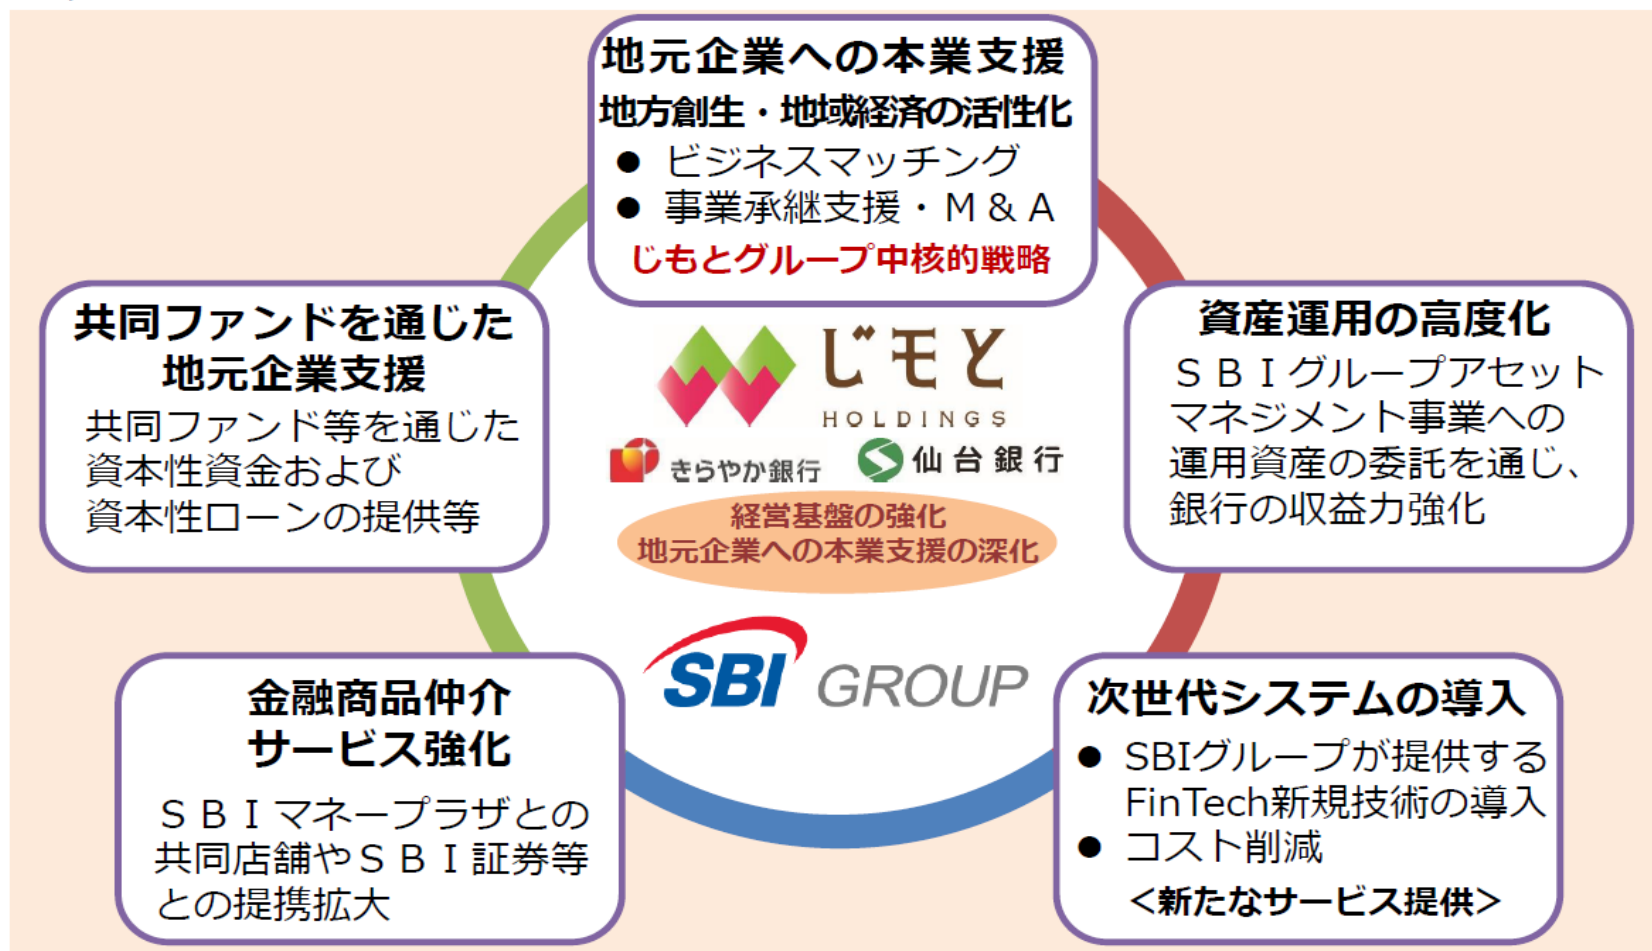 地元企業への本業支援
地方創生・地域経済の活性化
● ビジネスマッチング
● 事業承継支援・Ｍ＆Ａ
じもとグループ中核的戦略
共同ファンドを通じた
地元企業支援
共同ファンド等を通じた
資本性資金および
資本性ローンの提供等
資産運用の高度化
ＳＢＩグループアセット
マネジメント事業への
運用資産の委託を通じ、
銀行の収益力強化
じモと
HOLDINGS
きらやか銀行
仙台銀行
経営基盤の強化
地元企業への本業支援の深化
SBI GROUP
金融商品仲介
サービス強化
ＳＢＩマネープラザとの
共同店舗やＳＢＩ証券等
との提携拡大
次世代システムの導入
● SBIグループが提供する
FinTech新規技術の導入
● コスト削減
＜新たなサービス提供＞